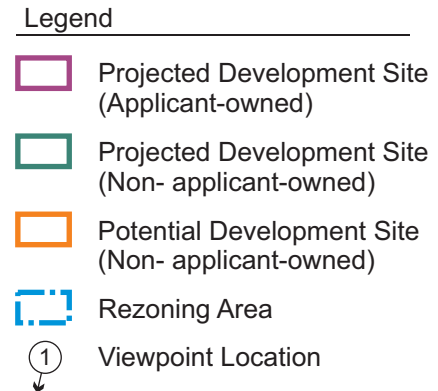 Legend
Projected Development Site
(Applicant-owned)
Projected Development Site
(Non- applicant-owned)
Potential Development Site
(Non- applicant-owned)
Rezoning Area
1 Viewpoint Location